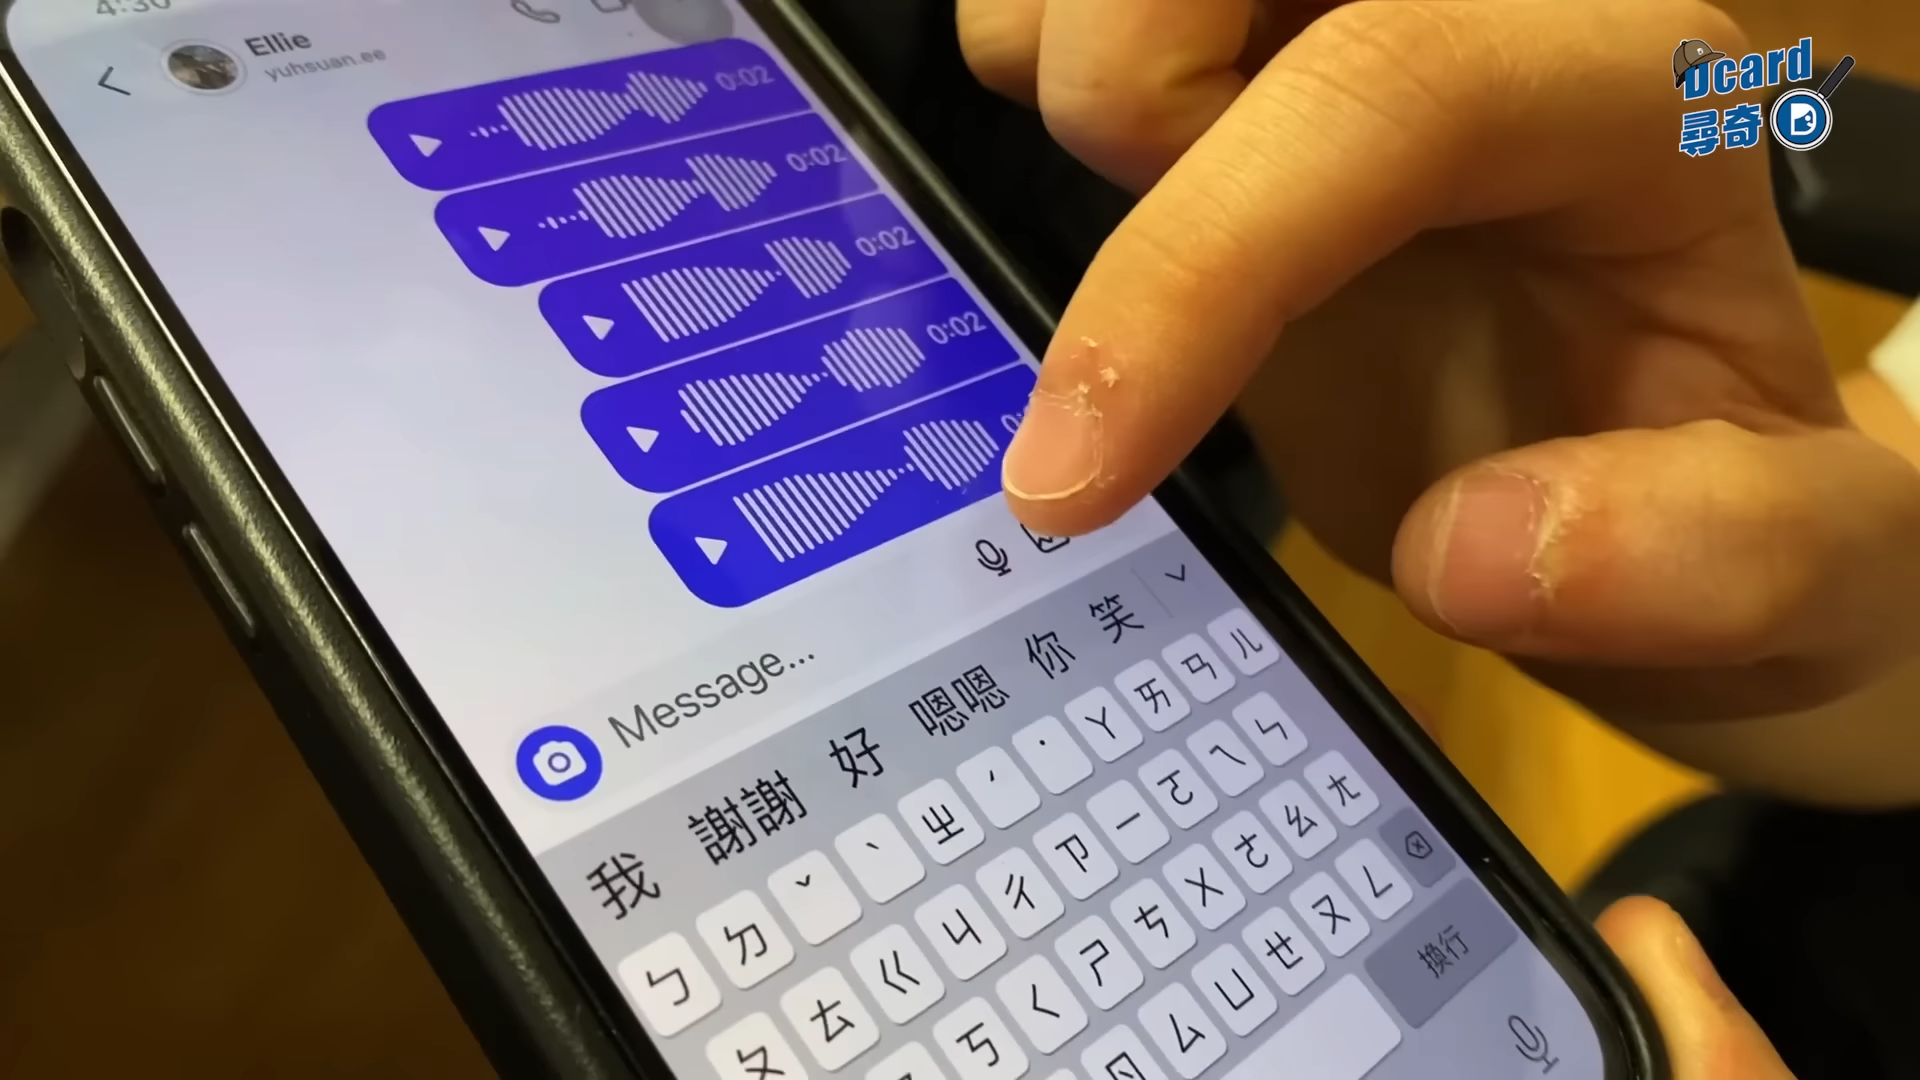 4:30
Ellie
yuhsuan.ee
0:02
0:02
0:02
0:02
Dcard
尋奇
Message...
我 謝謝 好 嗯嗯 你 笑
ㄅ ㄉ ˇ ˋ ㄓ ˊ ˙ ㄚ ㄞ ㄢ ㄦ
ㄆ ㄊ ㄍ ㄐ ㄔ ㄗ ㄧ ㄛ ㄟ ㄣ
ㄎ ㄑ ㄕ ㄘ ㄨ ㄜ ㄠ ㄤ
ㄖ ㄙ ㄩ ㄝ ㄡ ㄥ
換行